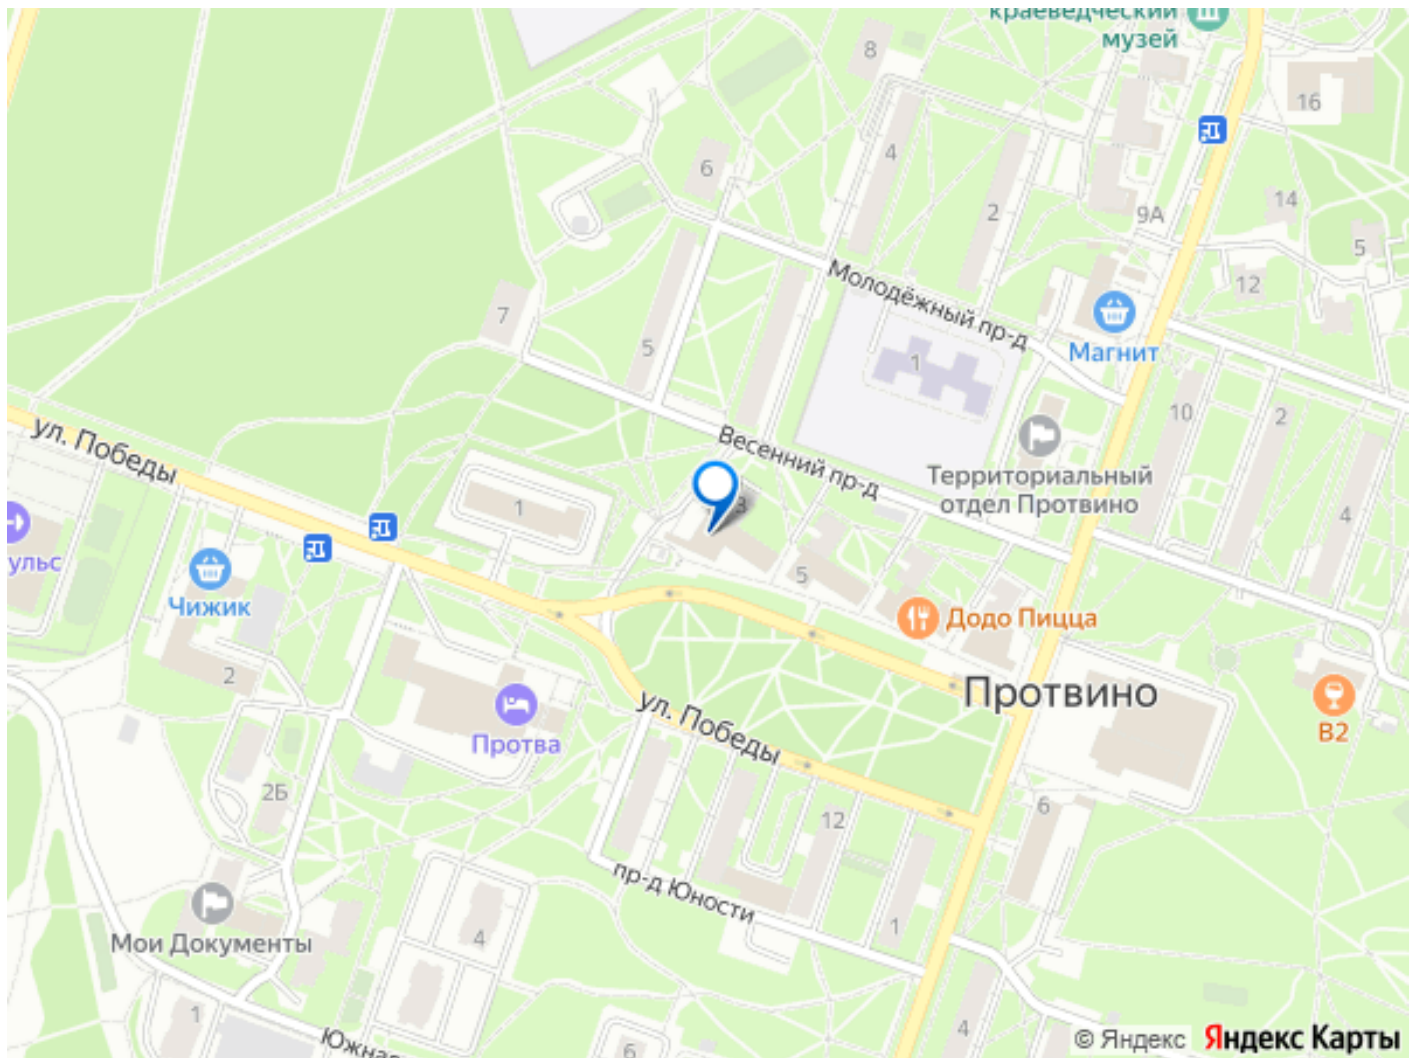 краеведческий
музей
8
16
4
6
2
9А
14
5
12
Молодёжный пр-д
7
5
1
Магнит
10
2
ул. Победы
Весенний пр-д
Территориальный
отдел Протвино
1
3
4
ульс
Чижик
5
Додо Пицца
2
Протвино
ул. Победы
В2
Протва
2Б
12
6
пр-д Юности
1
Мои Документы
4
1
4
6
Южная
© Яндекс Яндекс Карты